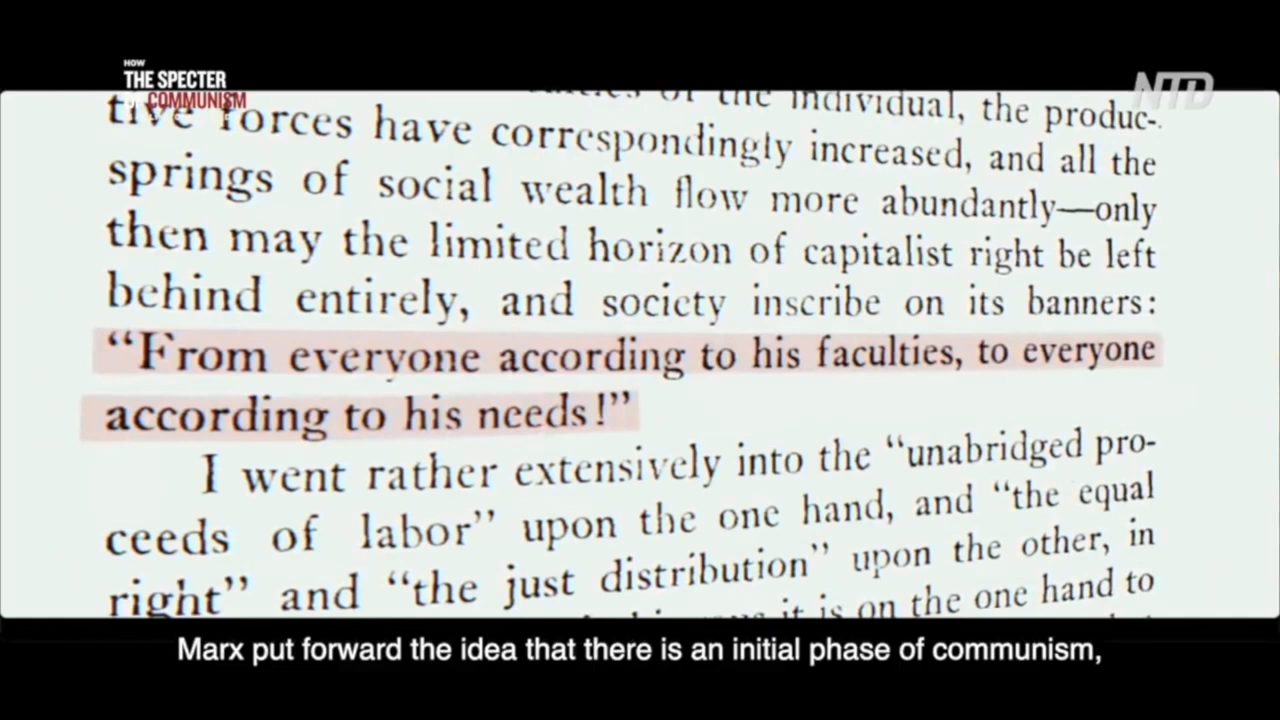 HOW
THE SPECTER
OF COMMUNISM
NTD
of the individual, the produc-
tive forces have correspondingly increased, and all the
springs of social wealth flow more abundantly—only
then may the limited horizon of capitalist right be left
behind entirely, and society inscribe on its banners:
“From everyone according to his faculties, to everyone
according to his needs!”
I went rather extensively into the “unabridged pro-
ceeds of labor” upon the one hand, and “the equal
right” and “the just distribution” upon the other, in
it is on the one hand to
Marx put forward the idea that there is an initial phase of communism,